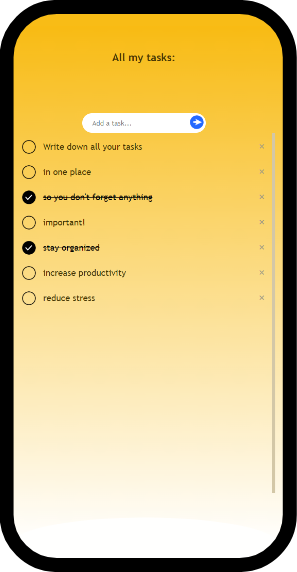 All my tasks:
Add a task...
Write down all your tasks
in one place
so you don't forget anything
important!
stay organized
increase productivity
reduce stress